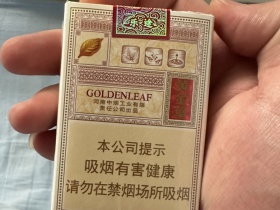 乐途
GOLDENLEAF
河南中烟工业有限
责任公司出品
本公司提示
吸烟有害健康
请勿在禁烟场所吸烟